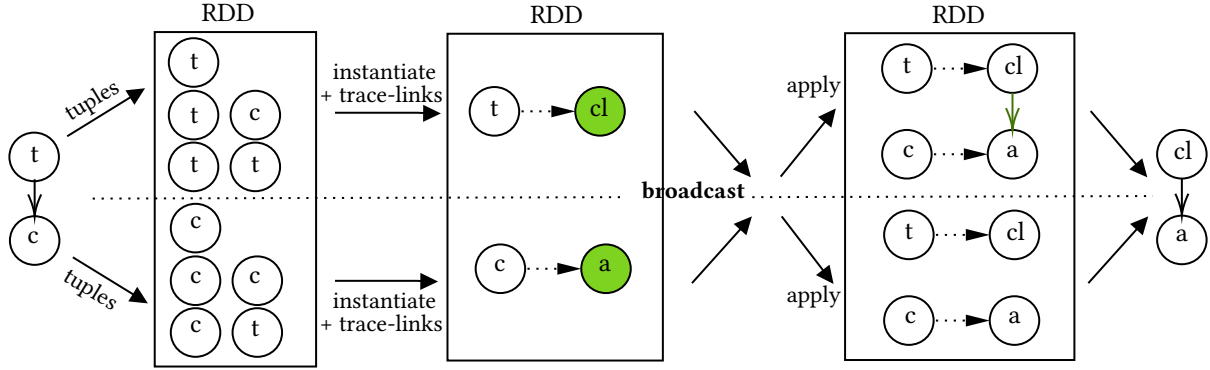 RDD
RDD
RDD
t
c
tuples
tuples
t
t c
t t
c
c c
c t
instantiate
+ trace-links
instantiate
+ trace-links
t cl
c a
broadcast
apply
apply
t cl
c a
t cl
c a
cl
a